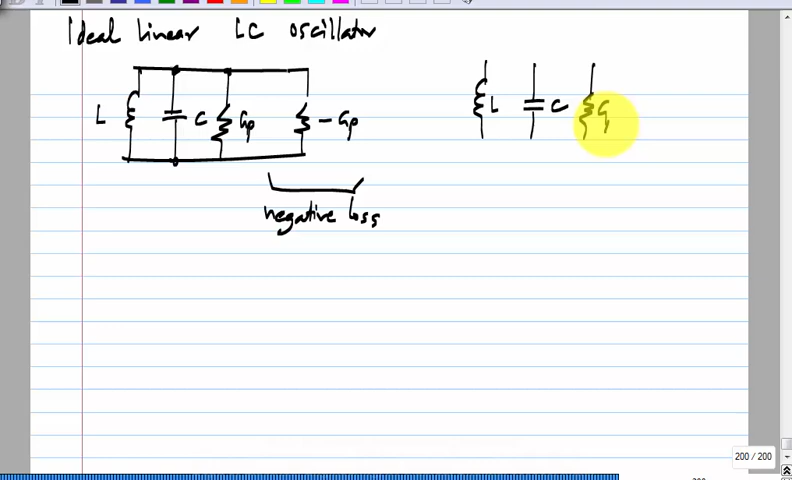 Ideal Linear LC oscillator
L C Gp -Gp
L C G
negative loss
200 / 200